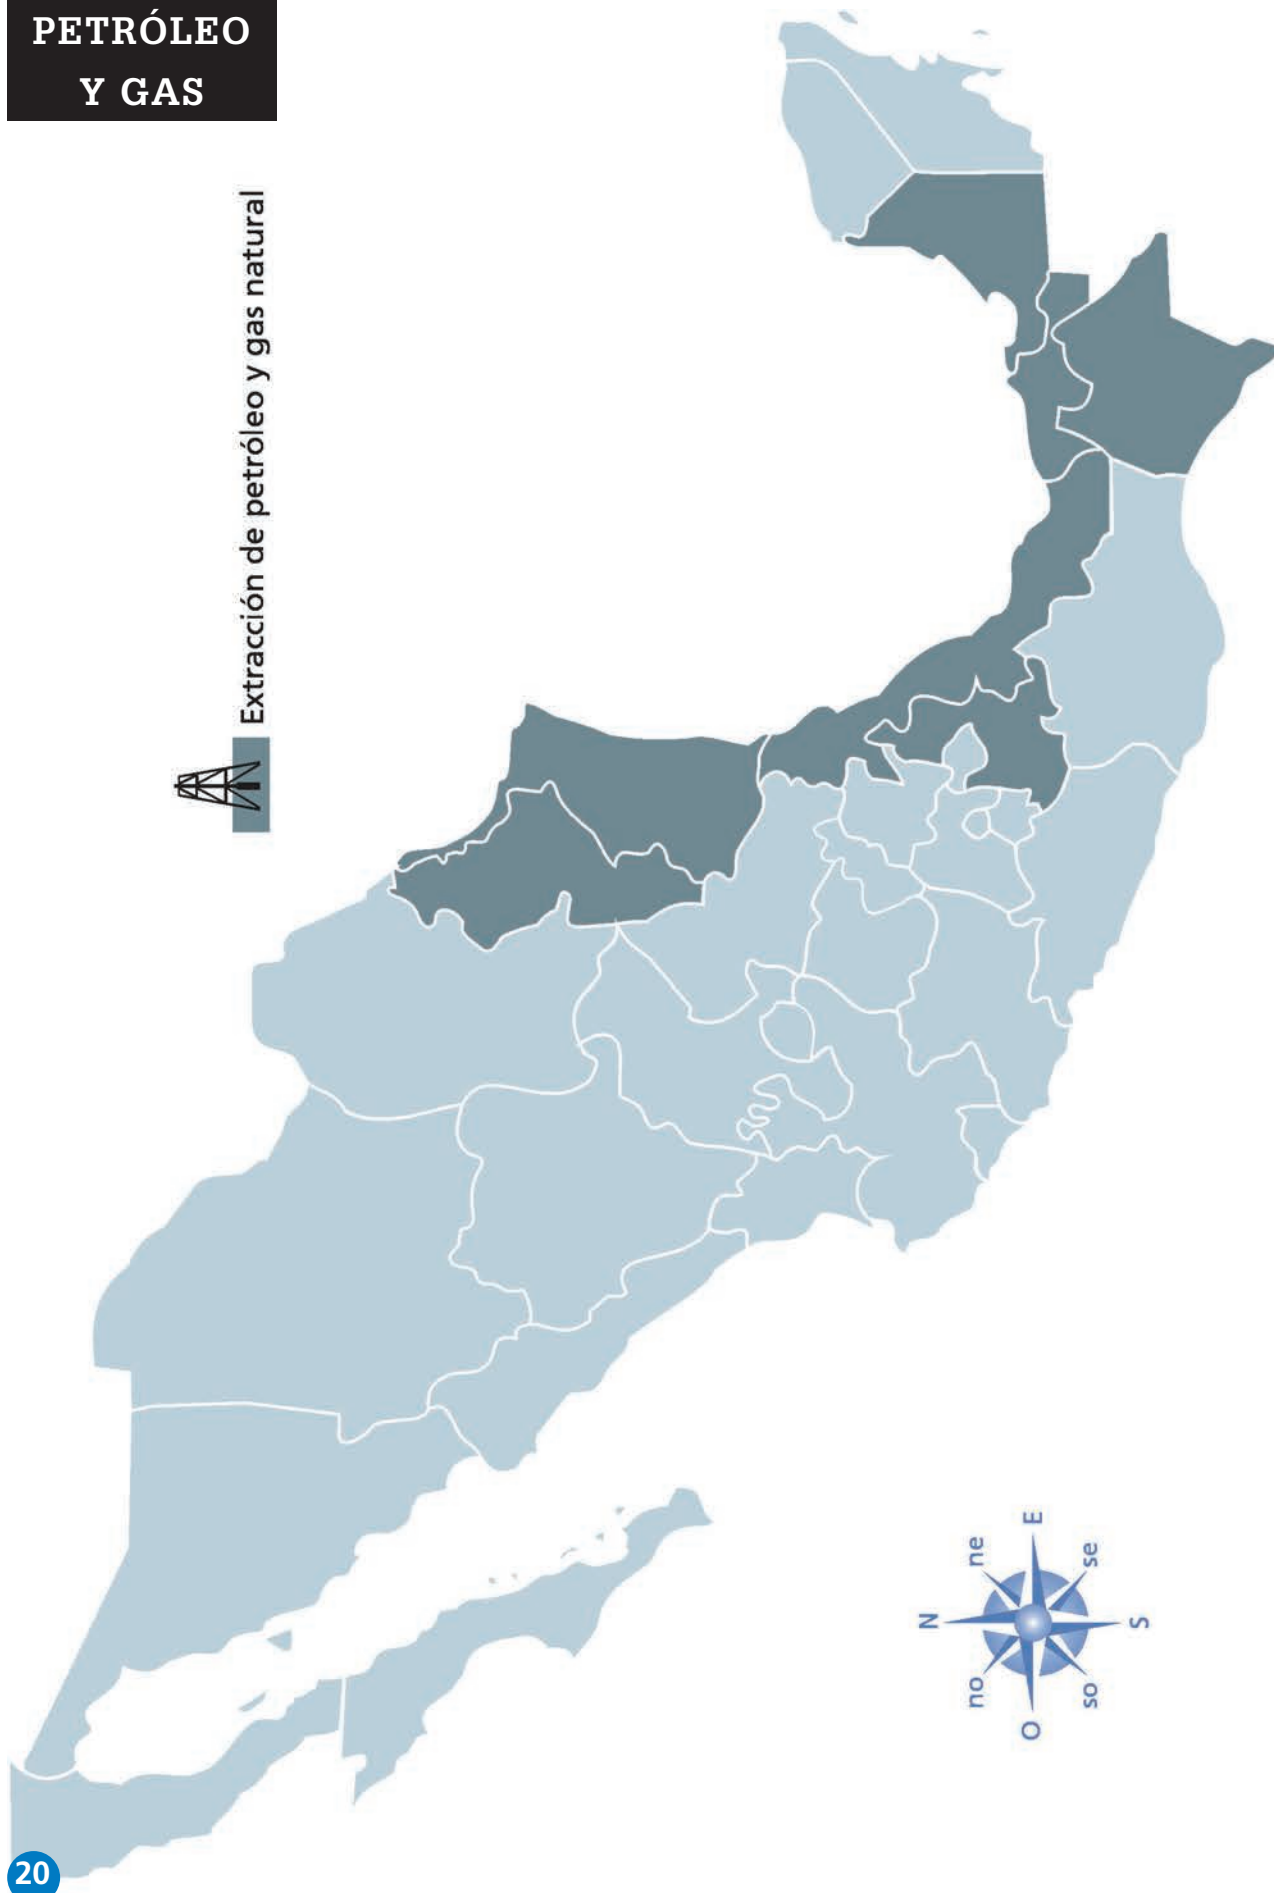 PETRÓLEO
Y GAS
Extracción de petróleo y gas natural
N
ne
E
se
S
so
O
no
20